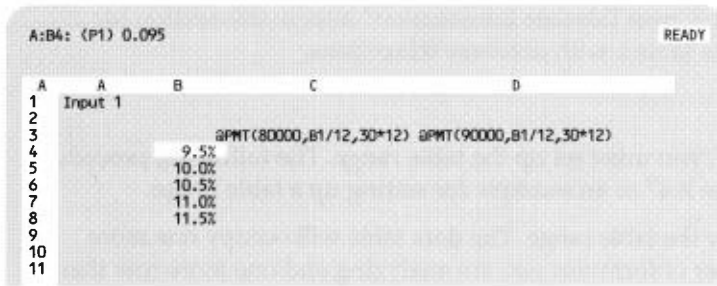 A:B4: (P1) 0.095 READY
A A B C D
1 Input 1
2
3 @PMT(80000,B1/12,30*12) @PMT(90000,B1/12,30*12)
4 9.5%
5 10.0%
6 10.5%
7 11.0%
8 11.5%
9
10
11